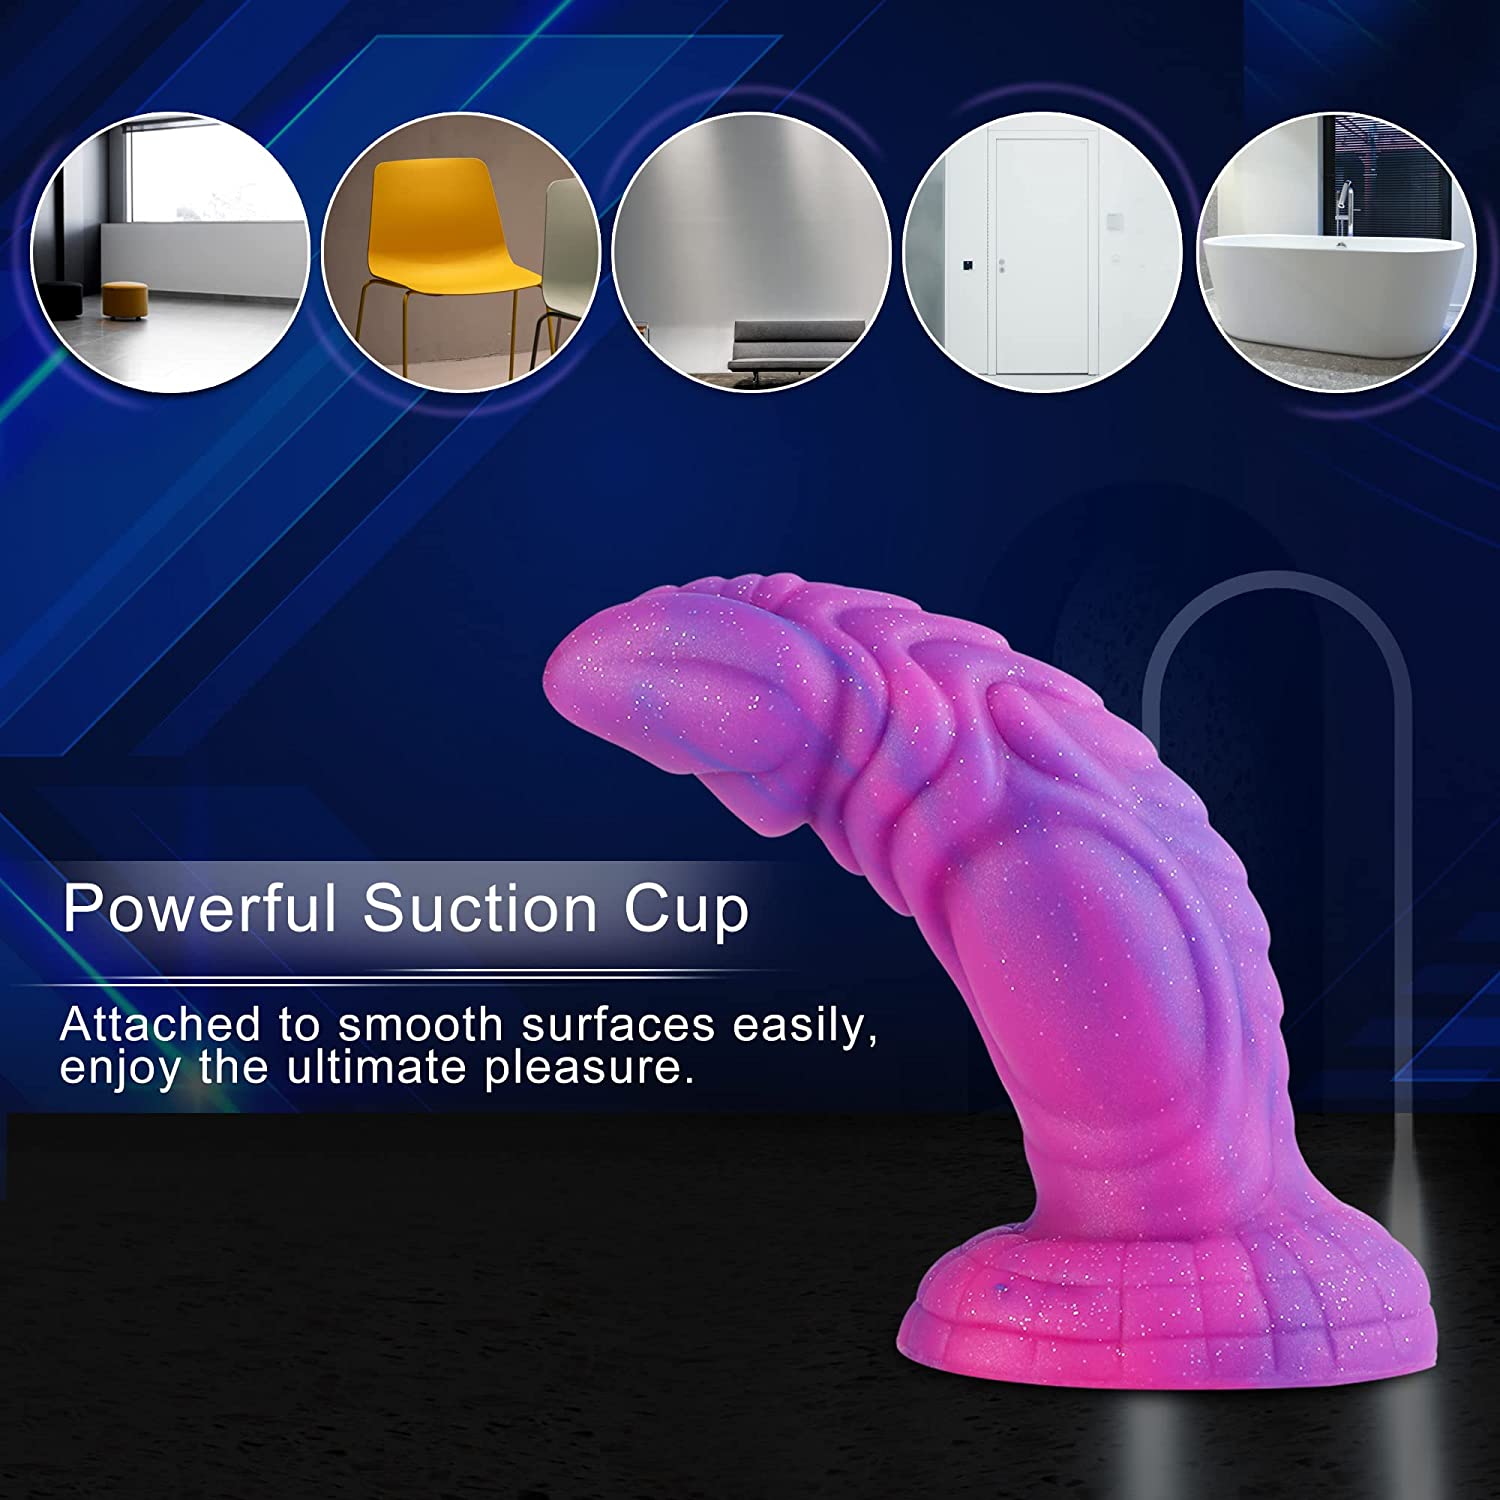 Powerful Suction Cup
Attached to smooth surfaces easily,
enjoy the ultimate pleasure.